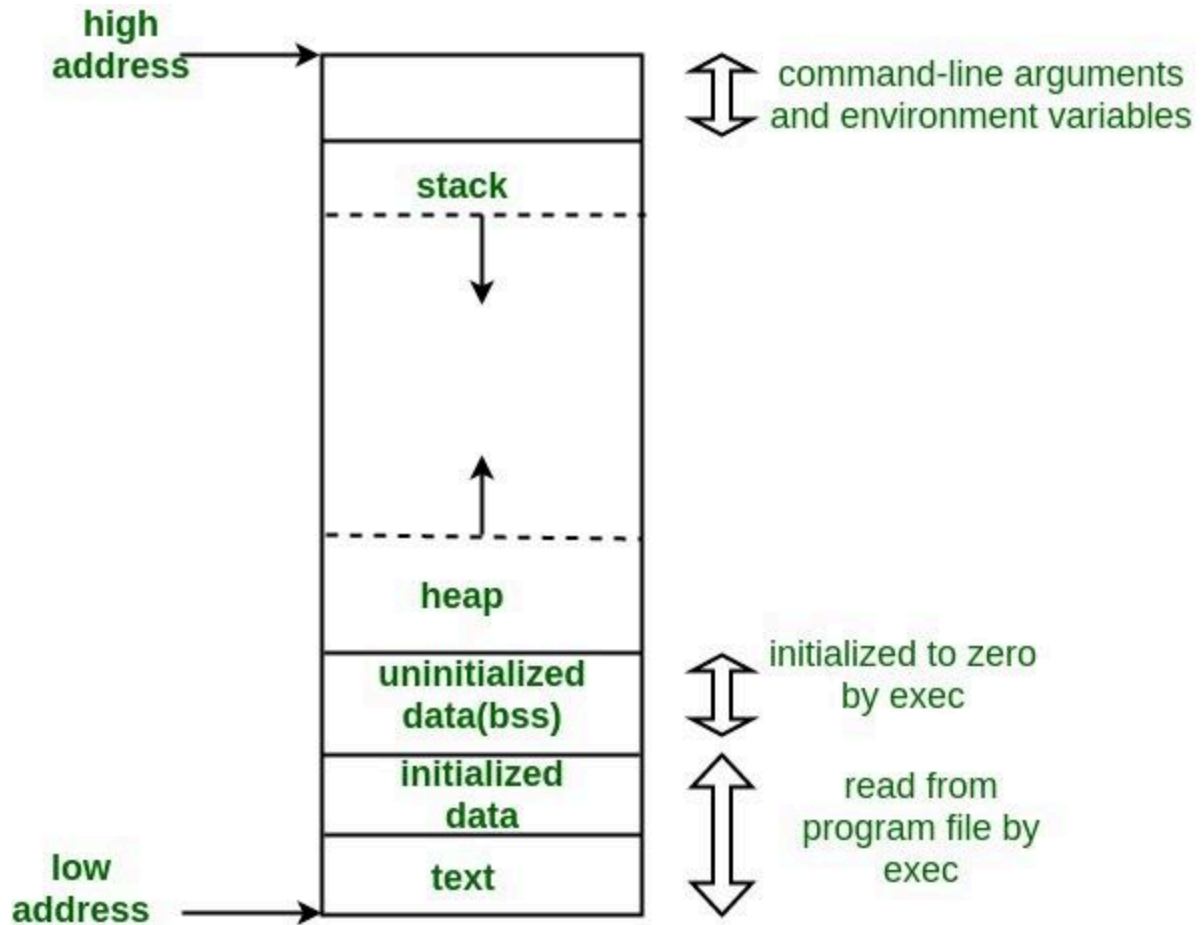 high
address
command-line arguments
and environment variables
stack
heap
uninitialized
data(bss)
initialized to zero
by exec
initialized
data
read from
program file by
exec
text
low
address